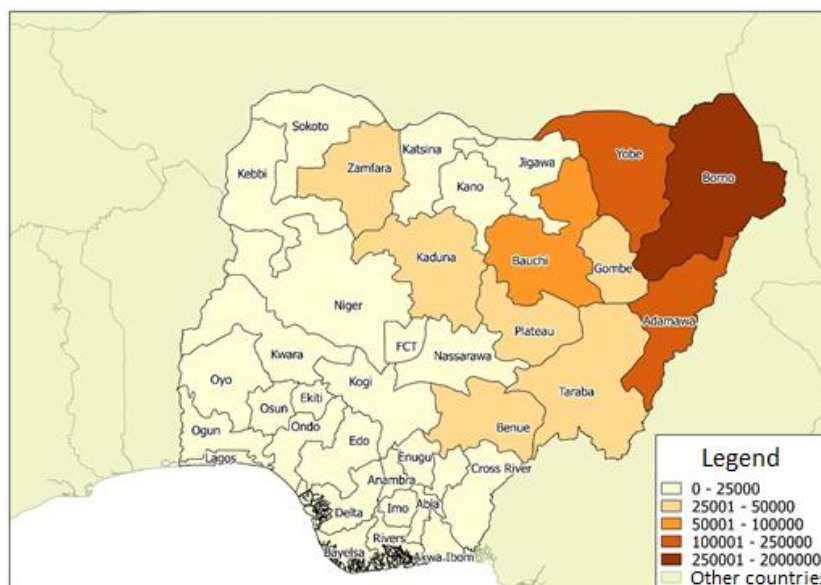 Sokoto
Katsina
Jigawa
Yobe
Borno
Kebbi
Zamfara
Kano
Kaduna
Bauchi
Gombe
Niger
Adamawa
Plateau
FCT
Nassarawa
Kwara
Taraba
Oyo
Kogi
Ekiti
Osun
Ondo
Benue
Ogun
Edo
Lagos
Enugu
Cross River
Anambra
Delta
Imo
Abia
Rivers
Bayelsa
Akwa-Ibom
Legend
0 - 25000
25001 - 50000
50001 - 100000
100001 - 250000
250001 - 2000000
Other countries